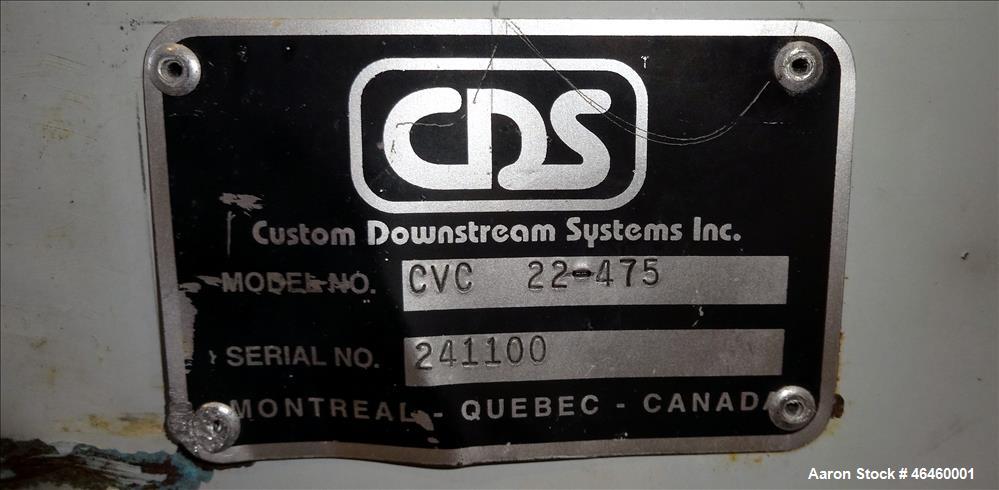 CDS
Custom Downstream Systems Inc.
MODEL NO. CVC 22-475
SERIAL NO. 241100
MONTREAL - QUEBEC - CANADA
Aaron Stock # 46460001